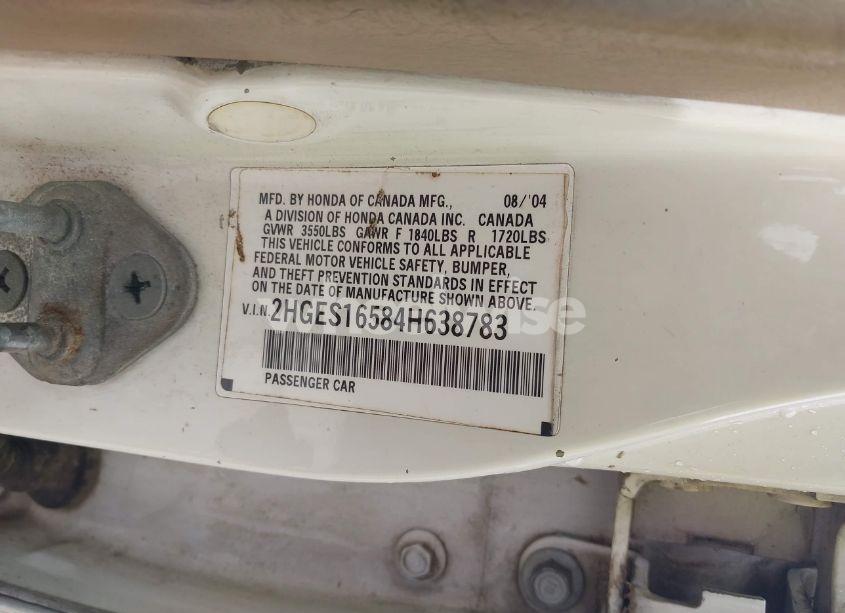 MFD. BY HONDA OF CANADA MFG., 08/'04
A DIVISION OF HONDA CANADA INC. CANADA
GVWR 3550LBS GAWR F 1840LBS R 1720LBS
THIS VEHICLE CONFORMS TO ALL APPLICABLE
FEDERAL MOTOR VEHICLE SAFETY, BUMPER,
AND THEFT PREVENTION STANDARDS IN EFFECT
ON THE DATE OF MANUFACTURE SHOWN ABOVE.
V.I.N. 2HGES16584H638783
PASSENGER CAR